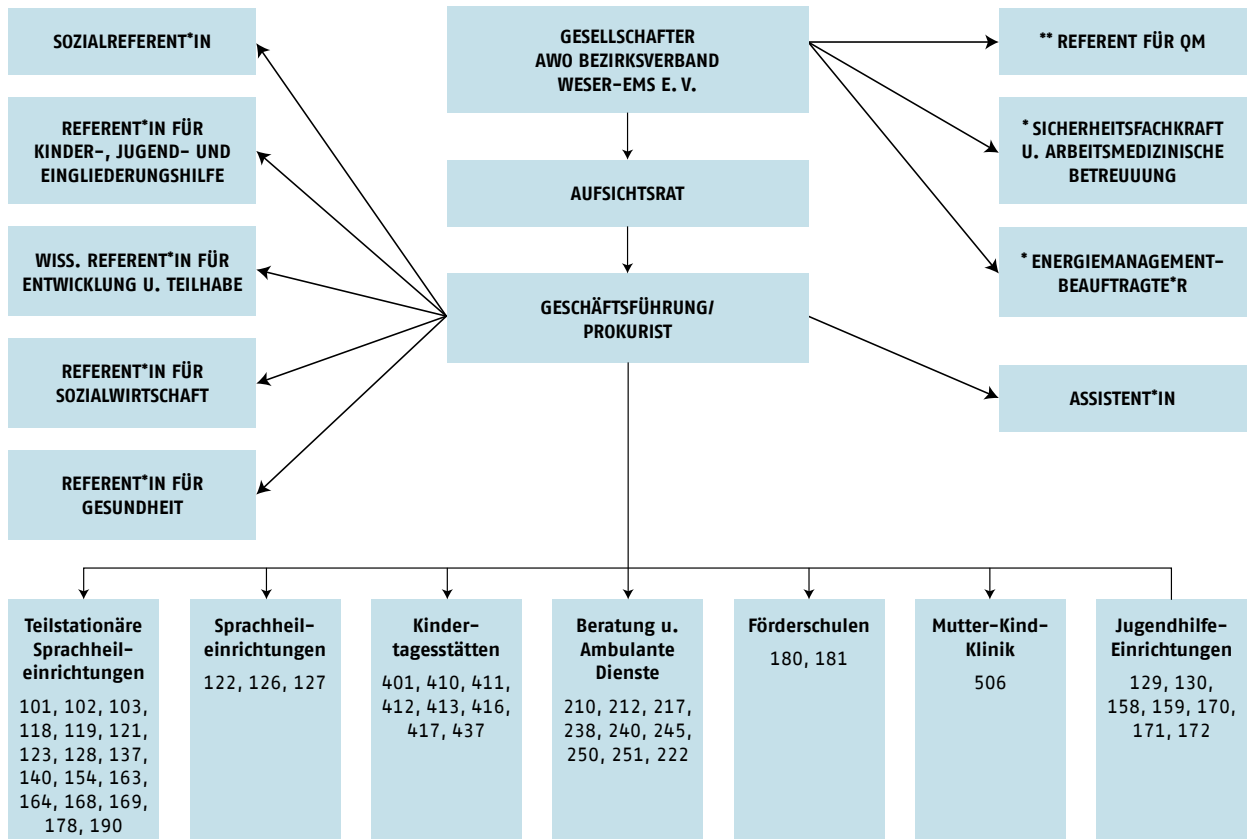 SOZIALREFERENT*IN
REFERENT*IN FÜR
KINDER-, JUGEND- UND
EINGLIEDERUNGSHILFE
WISS. REFERENT*IN FÜR
ENTWICKLUNG U. TEILHABE
REFERENT*IN FÜR
SOZIALWIRTSCHAFT
REFERENT*IN FÜR
GESUNDHEIT
GESELLSCHAFTER
AWO BEZIRKSVERBAND
WESER-EMS E. V.
AUFSICHTSRAT
GESCHÄFTSFÜHRUNG/
PROKURIST
** REFERENT FÜR QM
* SICHERHEITSFACHKRAFT
U. ARBEITSMEDIZINISCHE
BETREUUUNG
* ENERGIEMANAGEMENT-
BEAUFTRAGTE*R
ASSISTENT*IN
Teilstationäre
Sprachheil-
einrichtungen
101, 102, 103,
118, 119, 121,
123, 128, 137,
140, 154, 163,
164, 168, 169,
178, 190
Sprachheil-
einrichtungen
122, 126, 127
Kinder-
tagesstätten
401, 410, 411,
412, 413, 416,
417, 437
Beratung u.
Ambulante
Dienste
210, 212, 217,
238, 240, 245,
250, 251, 222
Förderschulen
180, 181
Mutter-Kind-
Klinik
506
Jugendhilfe-
Einrichtungen
129, 130,
158, 159, 170,
171, 172